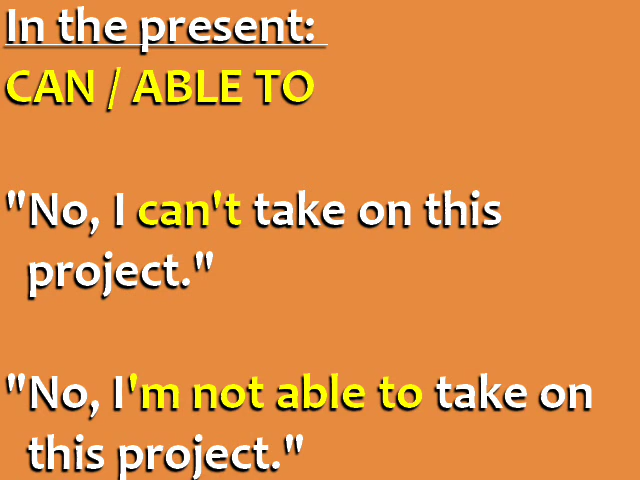 In the present:
CAN / ABLE TO
"No, I can't take on this
project."
"No, I'm not able to take on
this project."